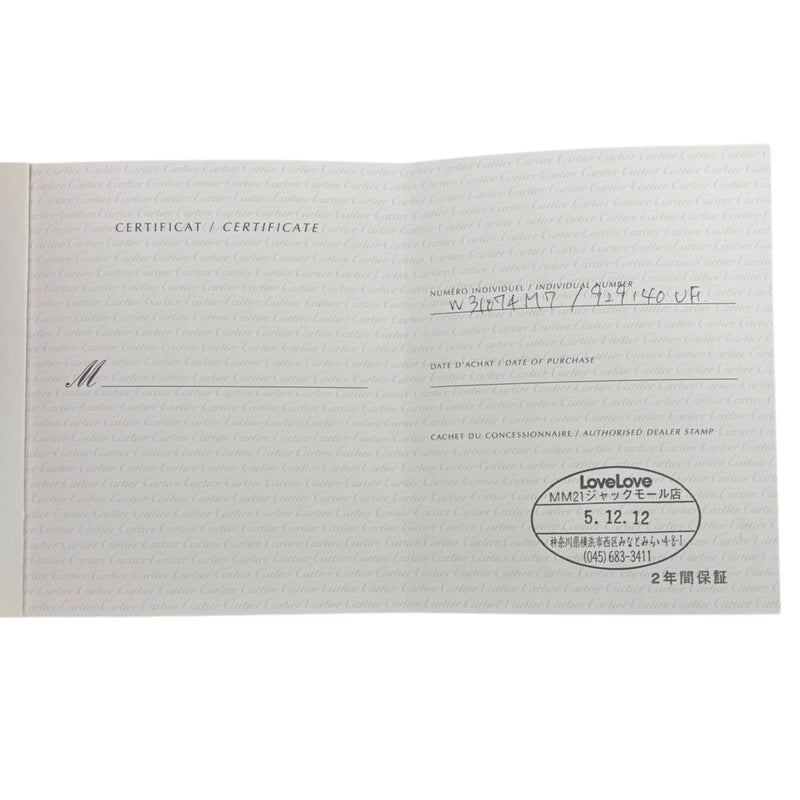 CERTIFICAT / CERTIFICATE
M
NUMÉRO INDIVIDUEL / INDIVIDUAL NUMBER
W31074M7 / 929140 UF.
DATE D'ACHAT / DATE OF PURCHASE
CACHET DU CONCESSIONNAIRE / AUTHORISED DEALER STAMP
LoveLove
MM21ジャックモール店
5.12.12
神奈川県横浜市西区みなとみらい4-8-1
(045)683-3411
2年間保証